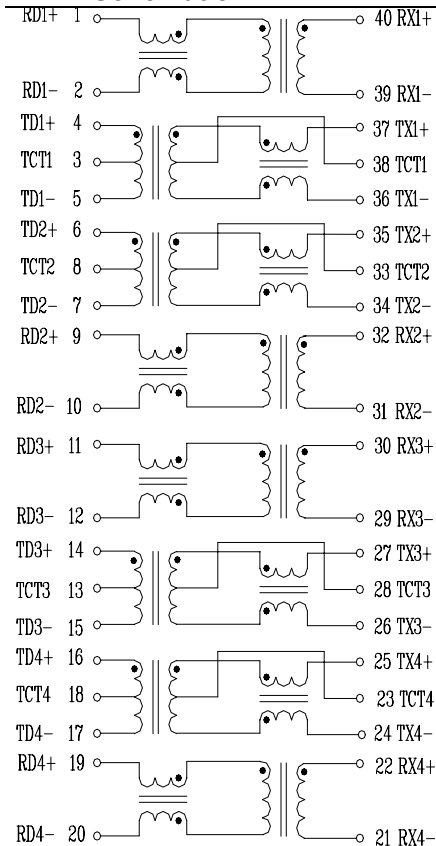 RD1+ 1 40 RX1+
RD1- 2 39 RX1-
TD1+ 4 37 TX1+
TCT1 3 38 TCT1
TD1- 5 36 TX1-
TD2+ 6 35 TX2+
TCT2 8 33 TCT2
TD2- 7 34 TX2-
RD2+ 9 32 RX2+
RD2- 10 31 RX2-
RD3+ 11 30 RX3+
RD3- 12 29 RX3-
TD3+ 14 27 TX3+
TCT3 13 28 TCT3
TD3- 15 26 TX3-
TD4+ 16 25 TX4+
TCT4 18 23 TCT4
TD4- 17 24 TX4-
RD4+ 19 22 RX4+
RD4- 20 21 RX4-